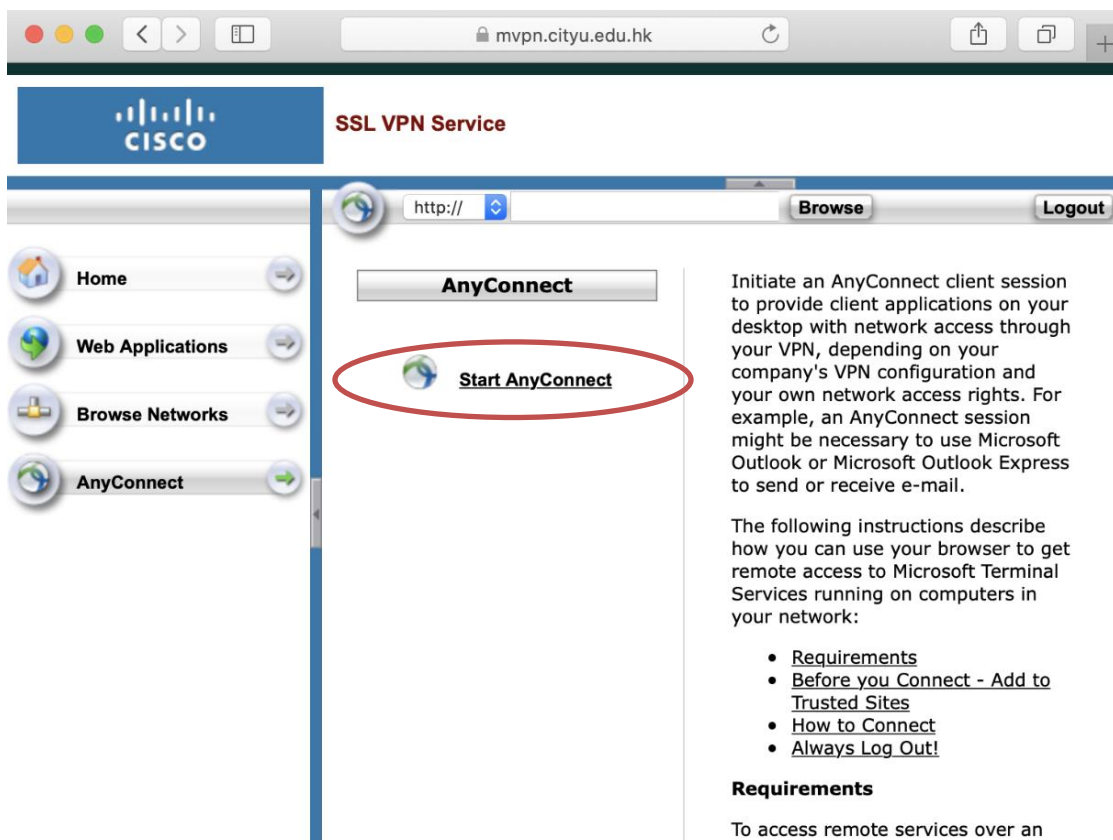 mvpn.cityu.edu.hk
CISCO
SSL VPN Service
http://
Browse
Logout
Home
Web Applications
Browse Networks
AnyConnect
AnyConnect
Start AnyConnect
Initiate an AnyConnect client session
to provide client applications on your
desktop with network access through
your VPN, depending on your
company's VPN configuration and
your own network access rights. For
example, an AnyConnect session
might be necessary to use Microsoft
Outlook or Microsoft Outlook Express
to send or receive e-mail.
The following instructions describe
how you can use your browser to get
remote access to Microsoft Terminal
Services running on computers in
your network:
• Requirements
• Before you Connect - Add to
Trusted Sites
• How to Connect
• Always Log Out!
Requirements
To access remote services over an